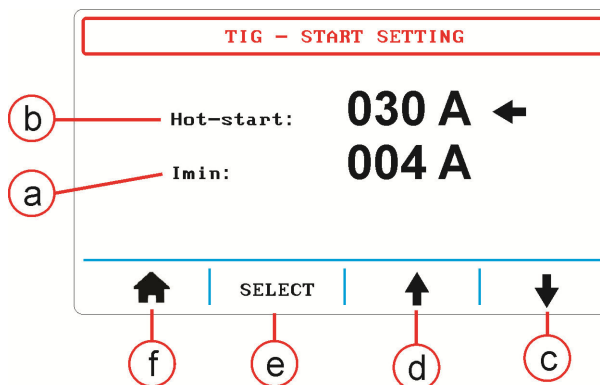 TIG - START SETTING
b Hot-start: 030 A
a Imin: 004 A
SELECT
f e d c